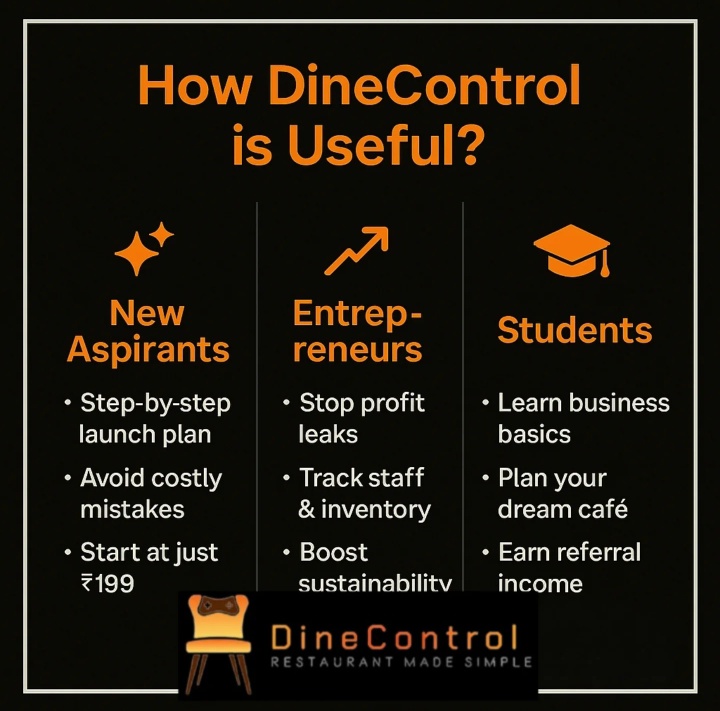 How DineControl
is Useful?
New
Aspirants
• Step-by-step
launch plan
• Avoid costly
mistakes
• Start at just
₹199
Entrep-
reneurs
• Stop profit
leaks
• Track staff
& inventory
• Boost
sustainability
Students
• Learn business
basics
• Plan your
dream café
• Earn referral
income
DineControl
RESTAURANT MADE SIMPLE